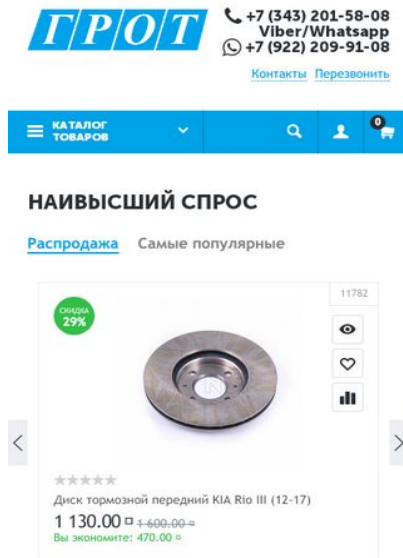 ГРОТ
+7 (343) 201-58-08
Viber/Whatsapp
+7 (922) 209-91-08
Контакты Перезвонить
КАТАЛОГ
ТОВАРОВ
0
НАИВЫСШИЙ СПРОС
Распродажа Самые популярные
11782
СКИДКА
29%
Диск тормозной передний KIA Rio III (12-17)
1 130.00 ¤ 1 600.00 ¤
Вы экономите: 470.00 ¤